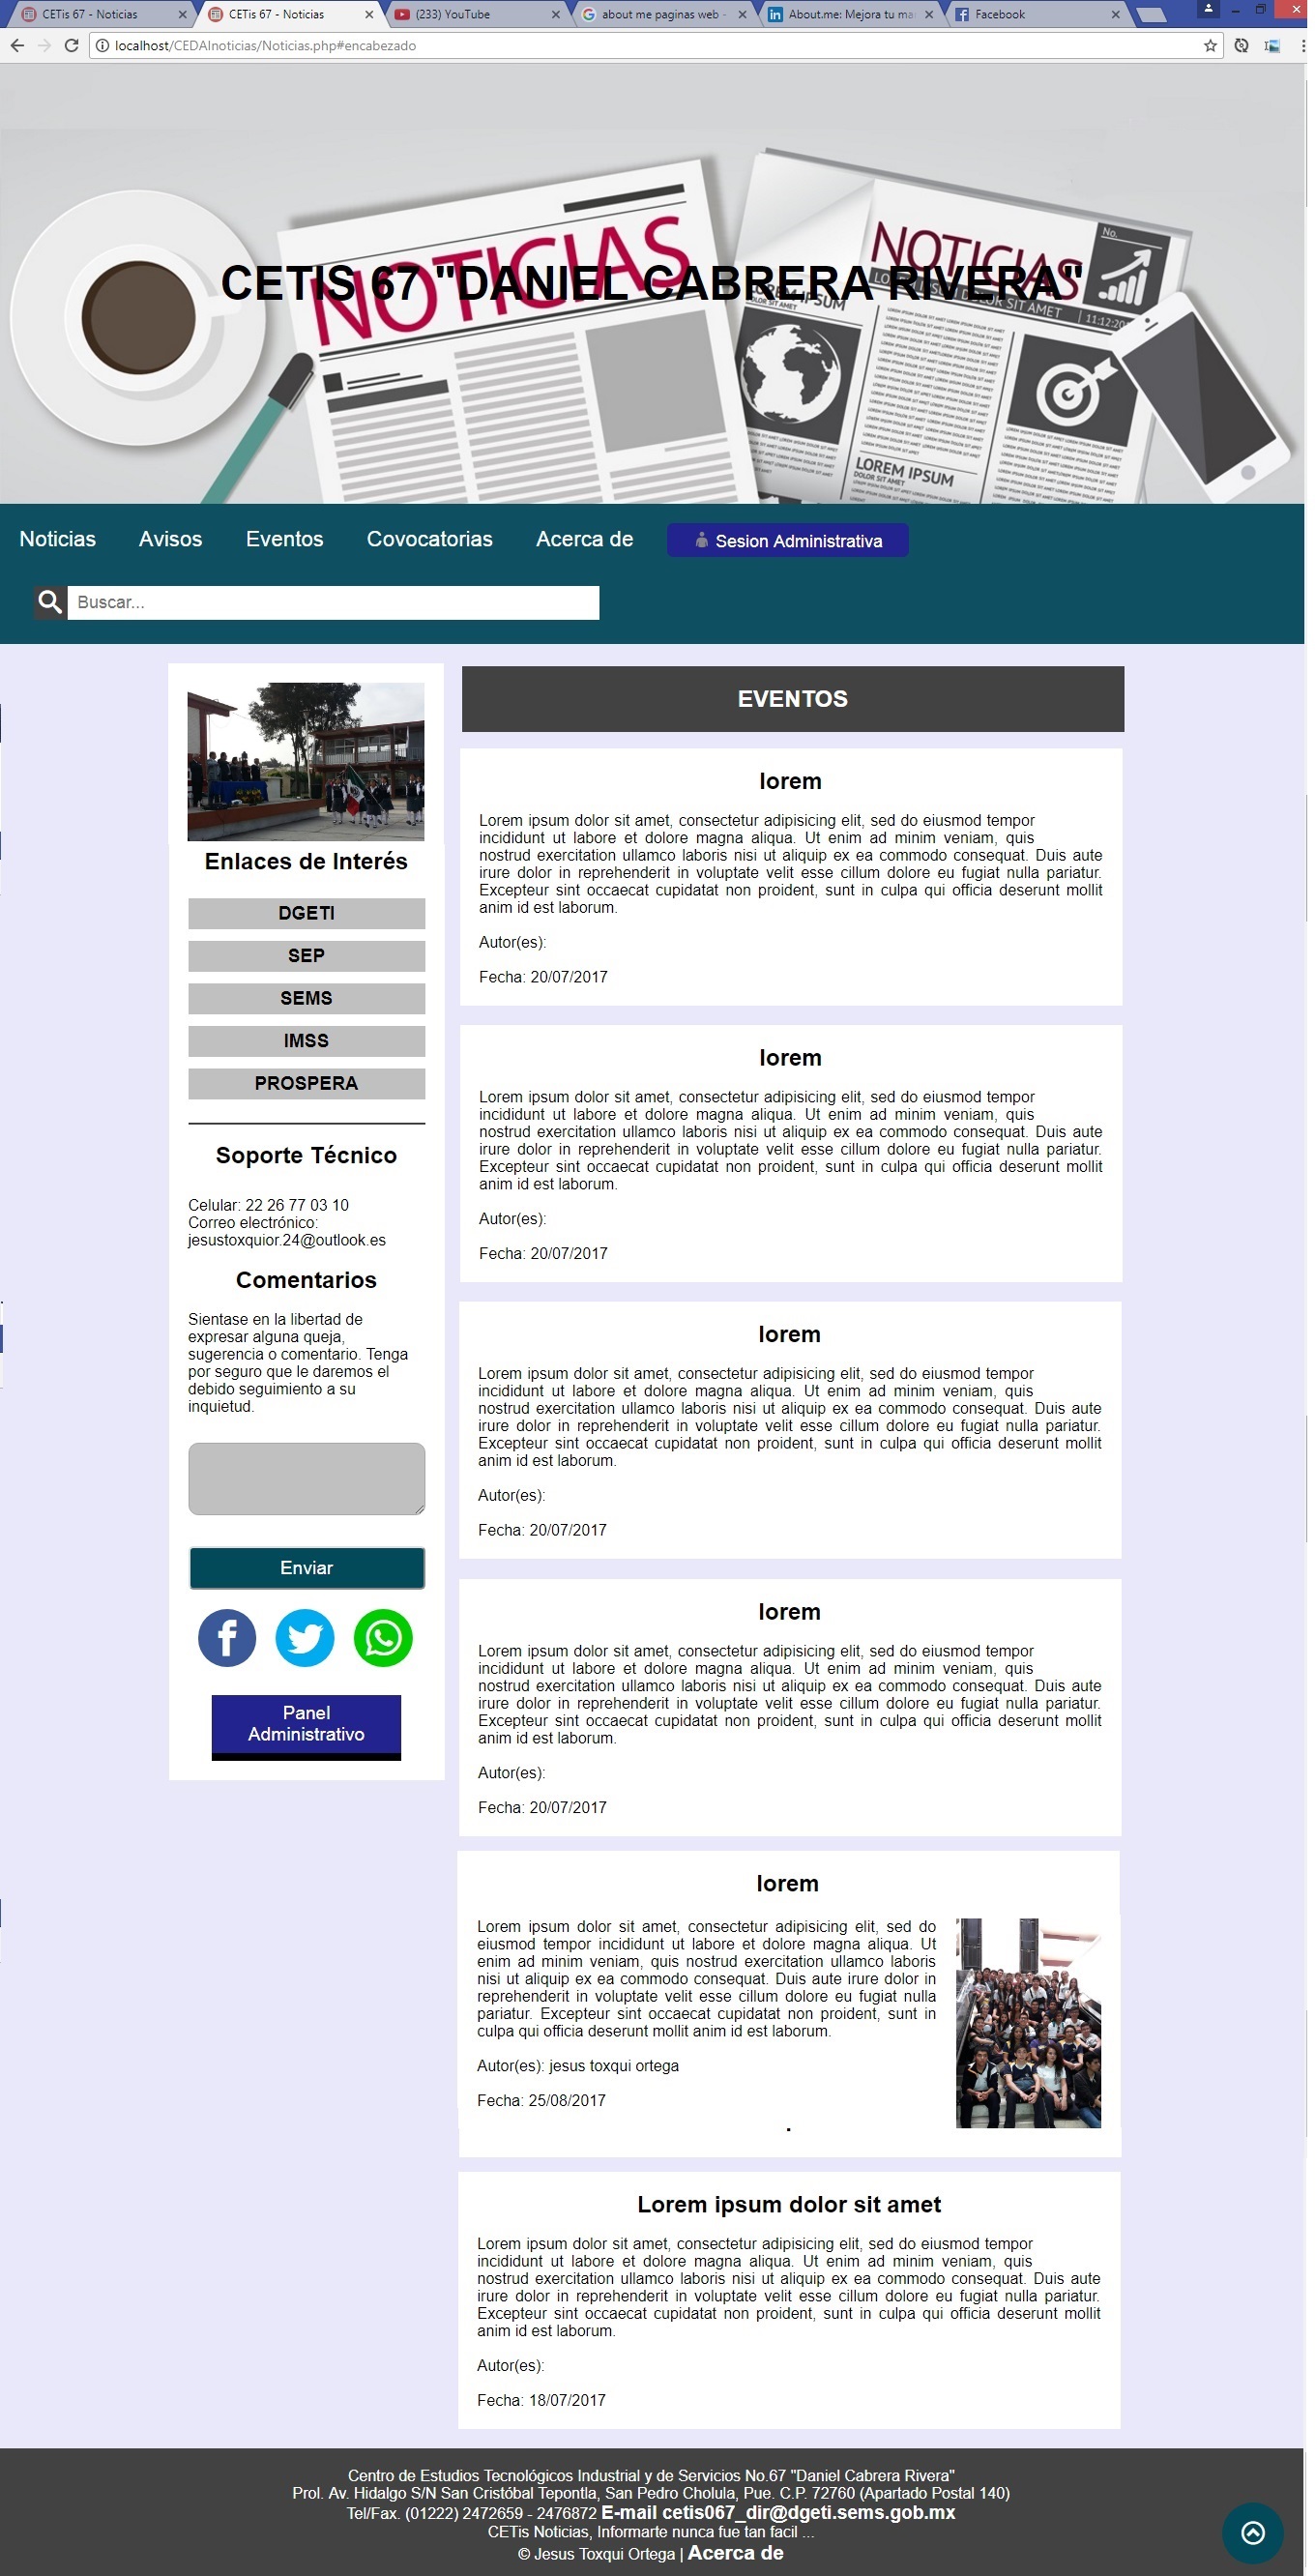 CETis 67 - Noticias
CETis 67 - Noticias
(233) YouTube
about me paginas web -
About.me: Mejora tu ma
Facebook
localhost/CEDAInoticias/Noticias.php#encabezado
NOTICIAS
NOTICIAS
No.
LOREM IPSUM DOLOR SIT AMET
11:12:20
CETIS 67 "DANIEL CABRERA RIVERA"
LOREM IPSUM
DOLOR SIT AMET
LOREM IPSUM
DOLOR SIT AMET
Noticias Avisos Eventos Covocatorias Acerca de Sesion Administrativa
Buscar...
Enlaces de Interés
DGETI
SEP
SEMS
IMSS
PROSPERA
Soporte Técnico
Celular: 22 26 77 03 10
Correo electrónico:
jesustoxquior.24@outlook.es
Comentarios
Sientase en la libertad de
expresar alguna queja,
sugerencia o comentario. Tenga
por seguro que le daremos el
debido seguimiento a su
inquietud.
Enviar
Panel
Administrativo
EVENTOS
lorem
Lorem ipsum dolor sit amet, consectetur adipisicing elit, sed do eiusmod tempor
incididunt ut labore et dolore magna aliqua. Ut enim ad minim veniam, quis
nostrud exercitation ullamco laboris nisi ut aliquip ex ea commodo consequat. Duis aute
irure dolor in reprehenderit in voluptate velit esse cillum dolore eu fugiat nulla pariatur.
Excepteur sint occaecat cupidatat non proident, sunt in culpa qui officia deserunt mollit
anim id est laborum.
Autor(es):
Fecha: 20/07/2017
lorem
Lorem ipsum dolor sit amet, consectetur adipisicing elit, sed do eiusmod tempor
incididunt ut labore et dolore magna aliqua. Ut enim ad minim veniam, quis
nostrud exercitation ullamco laboris nisi ut aliquip ex ea commodo consequat. Duis aute
irure dolor in reprehenderit in voluptate velit esse cillum dolore eu fugiat nulla pariatur.
Excepteur sint occaecat cupidatat non proident, sunt in culpa qui officia deserunt mollit
anim id est laborum.
Autor(es):
Fecha: 20/07/2017
lorem
Lorem ipsum dolor sit amet, consectetur adipisicing elit, sed do eiusmod tempor
incididunt ut labore et dolore magna aliqua. Ut enim ad minim veniam, quis
nostrud exercitation ullamco laboris nisi ut aliquip ex ea commodo consequat. Duis aute
irure dolor in reprehenderit in voluptate velit esse cillum dolore eu fugiat nulla pariatur.
Excepteur sint occaecat cupidatat non proident, sunt in culpa qui officia deserunt mollit
anim id est laborum.
Autor(es):
Fecha: 20/07/2017
lorem
Lorem ipsum dolor sit amet, consectetur adipisicing elit, sed do eiusmod tempor
incididunt ut labore et dolore magna aliqua. Ut enim ad minim veniam, quis
nostrud exercitation ullamco laboris nisi ut aliquip ex ea commodo consequat. Duis aute
irure dolor in reprehenderit in voluptate velit esse cillum dolore eu fugiat nulla pariatur.
Excepteur sint occaecat cupidatat non proident, sunt in culpa qui officia deserunt mollit
anim id est laborum.
Autor(es):
Fecha: 20/07/2017
lorem
Lorem ipsum dolor sit amet, consectetur adipisicing elit, sed do
eiusmod tempor incididunt ut labore et dolore magna aliqua. Ut
enim ad minim veniam, quis nostrud exercitation ullamco laboris
nisi ut aliquip ex ea commodo consequat. Duis aute irure dolor in
reprehenderit in voluptate velit esse cillum dolore eu fugiat nulla
pariatur. Excepteur sint occaecat cupidatat non proident, sunt in
culpa qui officia deserunt mollit anim id est laborum.
Autor(es): jesus toxqui ortega
Fecha: 25/08/2017
.
Lorem ipsum dolor sit amet
Lorem ipsum dolor sit amet, consectetur adipisicing elit, sed do eiusmod tempor
incididunt ut labore et dolore magna aliqua. Ut enim ad minim veniam, quis
nostrud exercitation ullamco laboris nisi ut aliquip ex ea commodo consequat. Duis aute
irure dolor in reprehenderit in voluptate velit esse cillum dolore eu fugiat nulla pariatur.
Excepteur sint occaecat cupidatat non proident, sunt in culpa qui officia deserunt mollit
anim id est laborum.
Autor(es):
Fecha: 18/07/2017
Centro de Estudios Tecnológicos Industrial y de Servicios No.67 "Daniel Cabrera Rivera"
Prol. Av. Hidalgo S/N San Cristóbal Tepontla, San Pedro Cholula, Pue. C.P. 72760 (Apartado Postal 140)
Tel/Fax. (01222) 2472659 - 2476872 E-mail cetis067_dir@dgeti.sems.gob.mx
CETis Noticias, Informarte nunca fue tan facil ...
© Jesus Toxqui Ortega | Acerca de